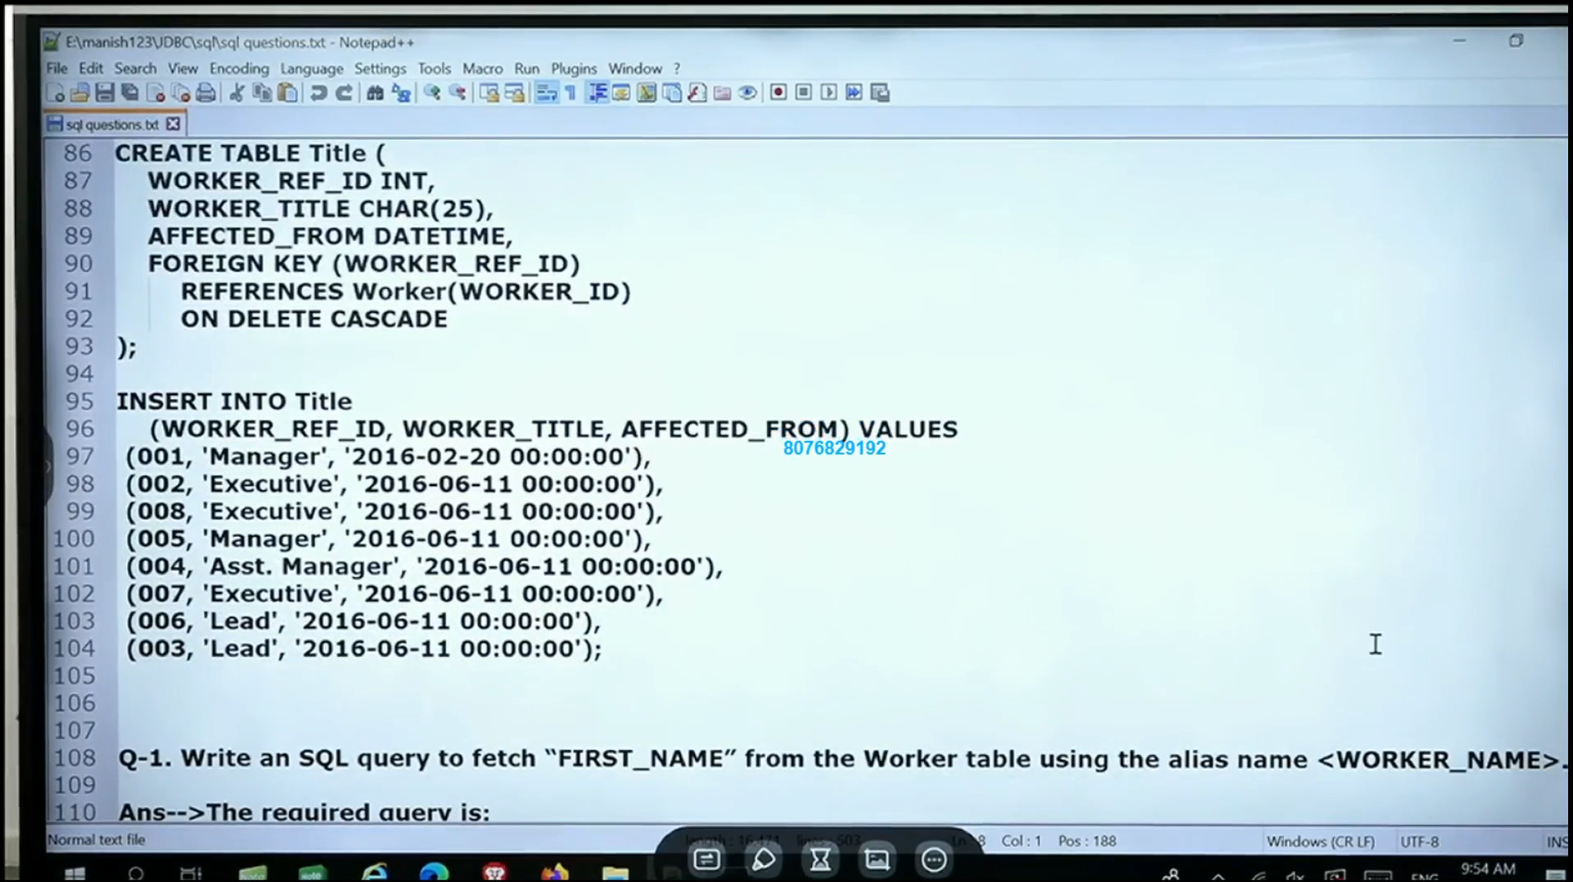 E:\manish123\JDBC\sql\sql questions.txt - Notepad++
File Edit Search View Encoding Language Settings Tools Macro Run Plugins Window ?
sql questions.txt
86 CREATE TABLE Title (
87 WORKER_REF_ID INT,
88 WORKER_TITLE CHAR(25),
89 AFFECTED_FROM DATETIME,
90 FOREIGN KEY (WORKER_REF_ID)
91 REFERENCES Worker(WORKER_ID)
92 ON DELETE CASCADE
93 );
94
95 INSERT INTO Title
96 (WORKER_REF_ID, WORKER_TITLE, AFFECTED_FROM) VALUES
8076829192
97 (001, 'Manager', '2016-02-20 00:00:00'),
98 (002, 'Executive', '2016-06-11 00:00:00'),
99 (008, 'Executive', '2016-06-11 00:00:00'),
100 (005, 'Manager', '2016-06-11 00:00:00'),
101 (004, 'Asst. Manager', '2016-06-11 00:00:00'),
102 (007, 'Executive', '2016-06-11 00:00:00'),
103 (006, 'Lead', '2016-06-11 00:00:00'),
104 (003, 'Lead', '2016-06-11 00:00:00');
105
106
107
108 Q-1. Write an SQL query to fetch “FIRST_NAME” from the Worker table using the alias name <WORKER_NAME>.
109
110 Ans-->The required query is:
Normal text file 8 Col : 1 Pos : 188 Windows (CR LF) UTF-8 INS
ENG 9:54 AM